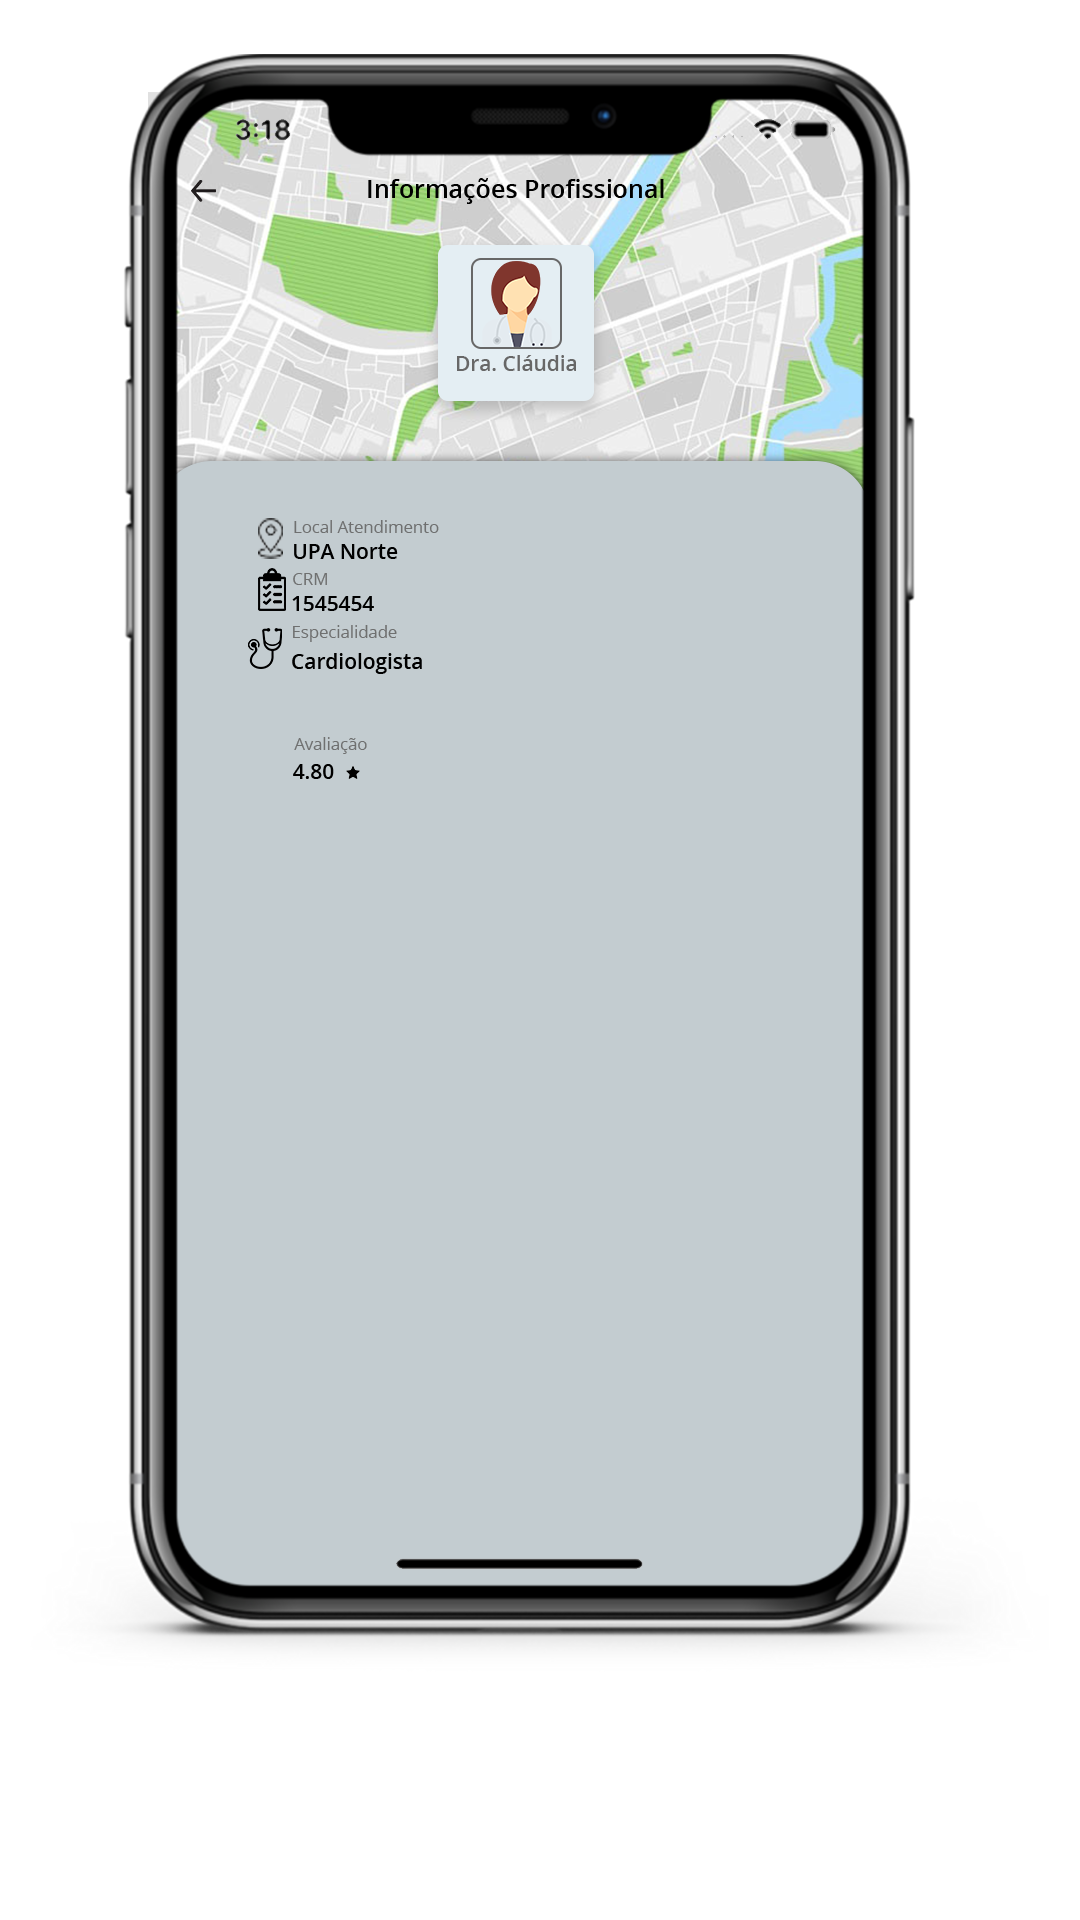 3:18
Informações Profissional
Dra. Cláudia
Local Atendimento
UPA Norte
CRM
1545454
Especialidade
Cardiologista
Avaliação
4.80